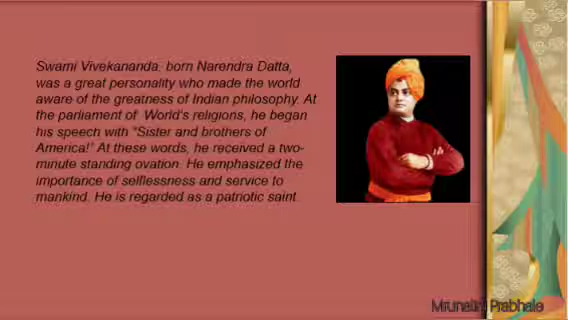 Swami Vivekananda, born Narendra Datta,
was a great personality who made the world
aware of the greatness of Indian philosophy. At
the parliament of World's religions, he began
his speech with "Sister and brothers of
America!" At these words, he received a two-
minute standing ovation. He emphasized the
importance of selflessness and service to
mankind. He is regarded as a patriotic saint.
Prabhale